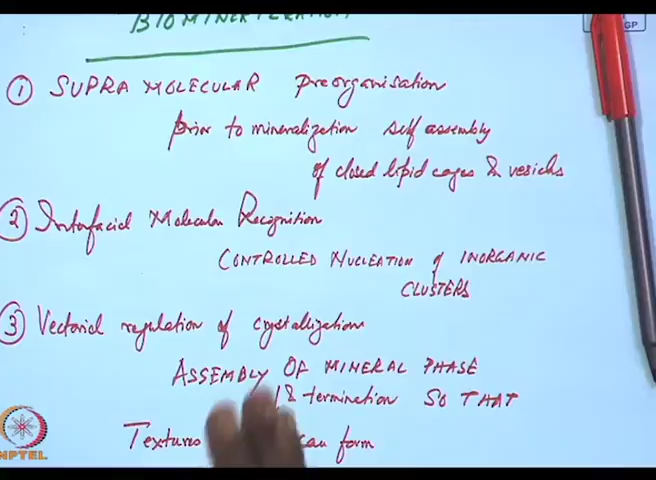 BIOMINERALIZATION
GP
① SUPRA MOLECULAR preorganisation
prior to mineralization self assembly
of closed lipid cages & vesicles
② Interfacial Molecular Recognition
CONTROLLED NUCLEATION of INORGANIC
CLUSTERS
③ Vectorial regulation of crystallization
ASSEMBLY OF MINERAL PHASE
& termination SO THAT
Textures can form
NPTEL